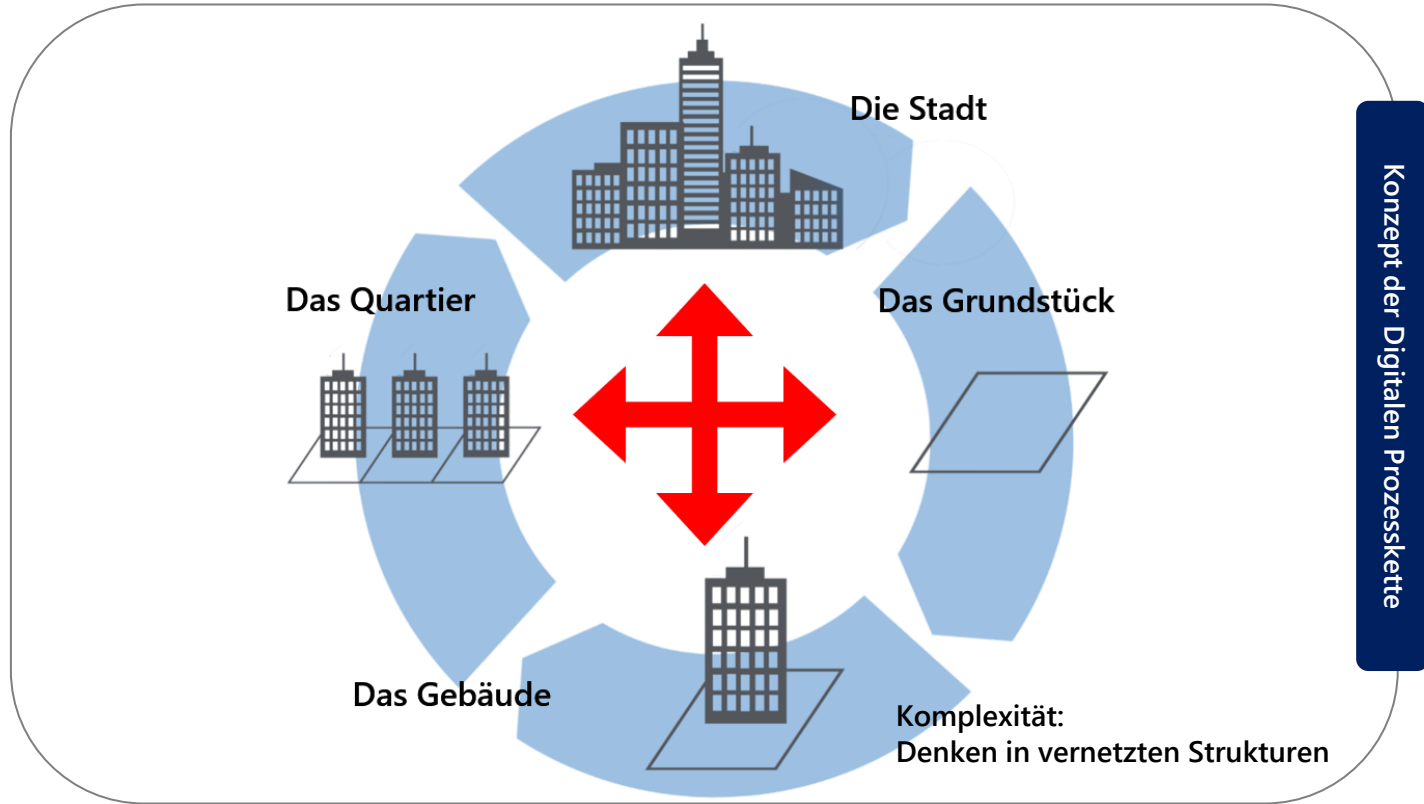 Die Stadt
Das Quartier
Das Grundstück
Das Gebäude
Komplexität:
Denken in vernetzten Strukturen
Konzept der Digitalen Prozesskette